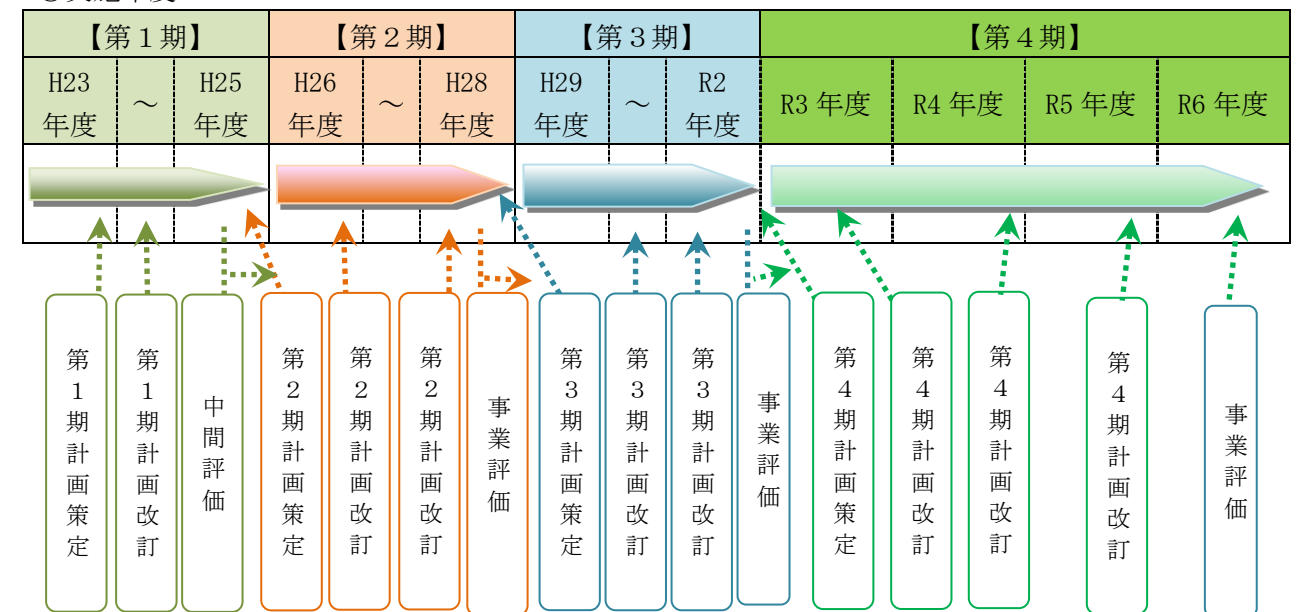 【第１期】
【第２期】
【第３期】
【第４期】
H23
年度
～
H25
年度
H26
年度
～
H28
年度
H29
年度
～
R2
年度
R3 年度
R4 年度
R5 年度
R6 年度
第１期計画策定
第１期計画改訂
中間評価
第２期計画策定
第２期計画改訂
第２期計画改訂
事業評価
第３期計画策定
第３期計画改訂
第３期計画改訂
事業評価
第４期計画策定
第４期計画改訂
第４期計画改訂
第４期計画改訂
事業評価